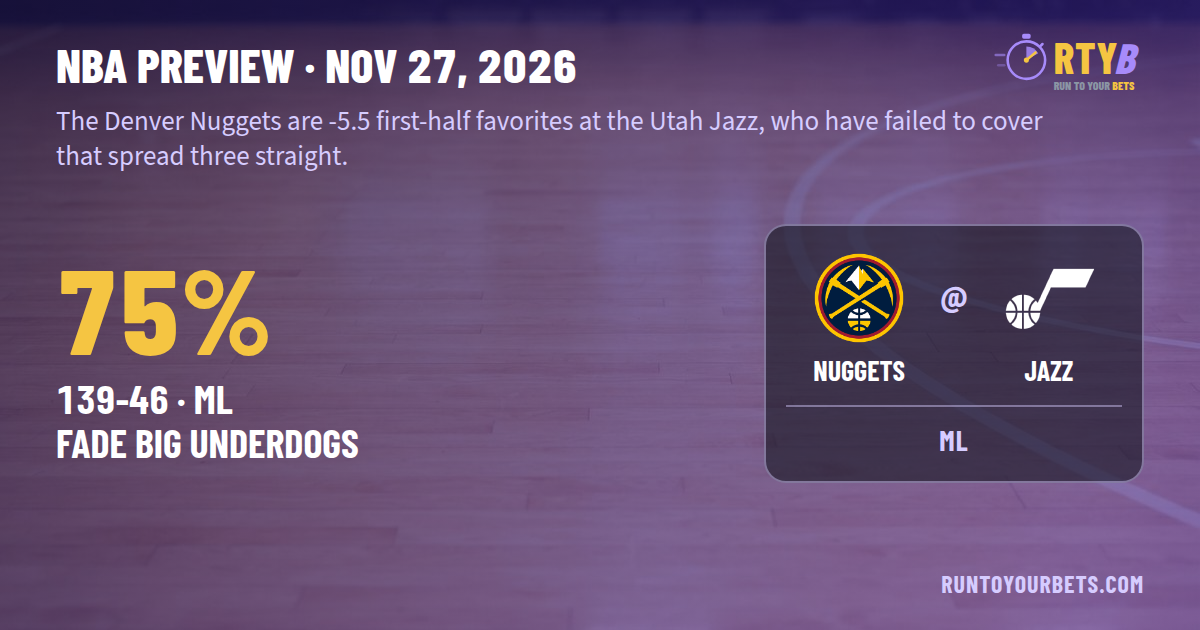 NBA PREVIEW · NOV 27, 2026
RTYB
RUN TO YOUR BETS
The Denver Nuggets are -5.5 first-half favorites at the Utah Jazz, who have failed to cover
that spread three straight.
75%
139-46 · ML
FADE BIG UNDERDOGS
@
NUGGETS
JAZZ
ML
RUNTOYOURBETS.COM